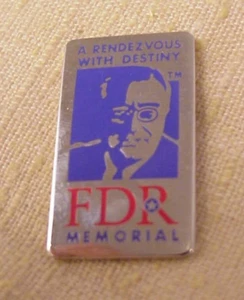 A RENDEZVOUS
WITH DESTINY
TM
FDR
MEMORIAL